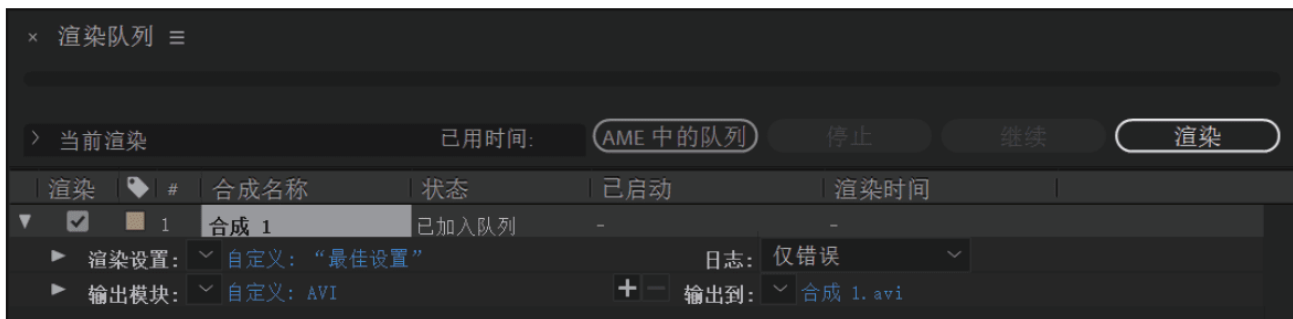 × 渲染队列 ≡
> 当前渲染 已用时间: AME 中的队列 停止 继续 渲染
渲染 # 合成名称 状态 已启动 渲染时间
1 合成 1 已加入队列 - -
渲染设置: 自定义: “最佳设置” 日志: 仅错误
输出模块: 自定义: AVI + - 输出到: 合成 1.avi